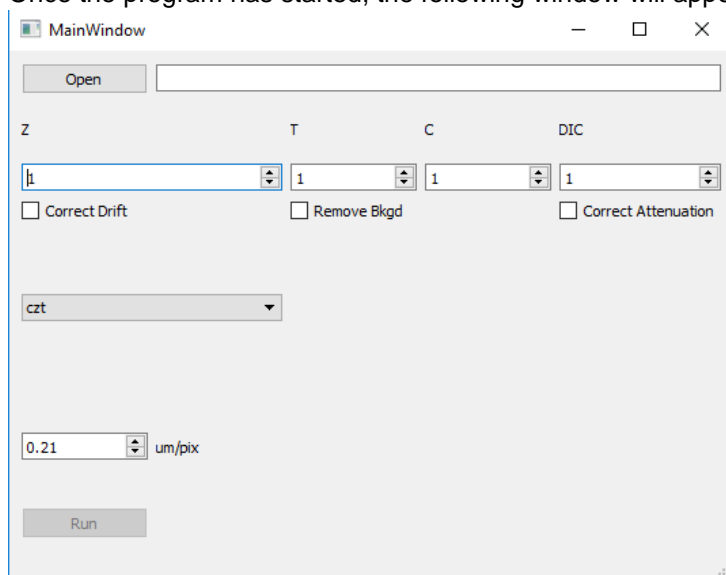 Once the program has started, the following window will appe
MainWindow
Open
Z T C DIC
1 1 1 1
Correct Drift Remove Bkgd Correct Attenuation
czt
0.21 um/pix
Run